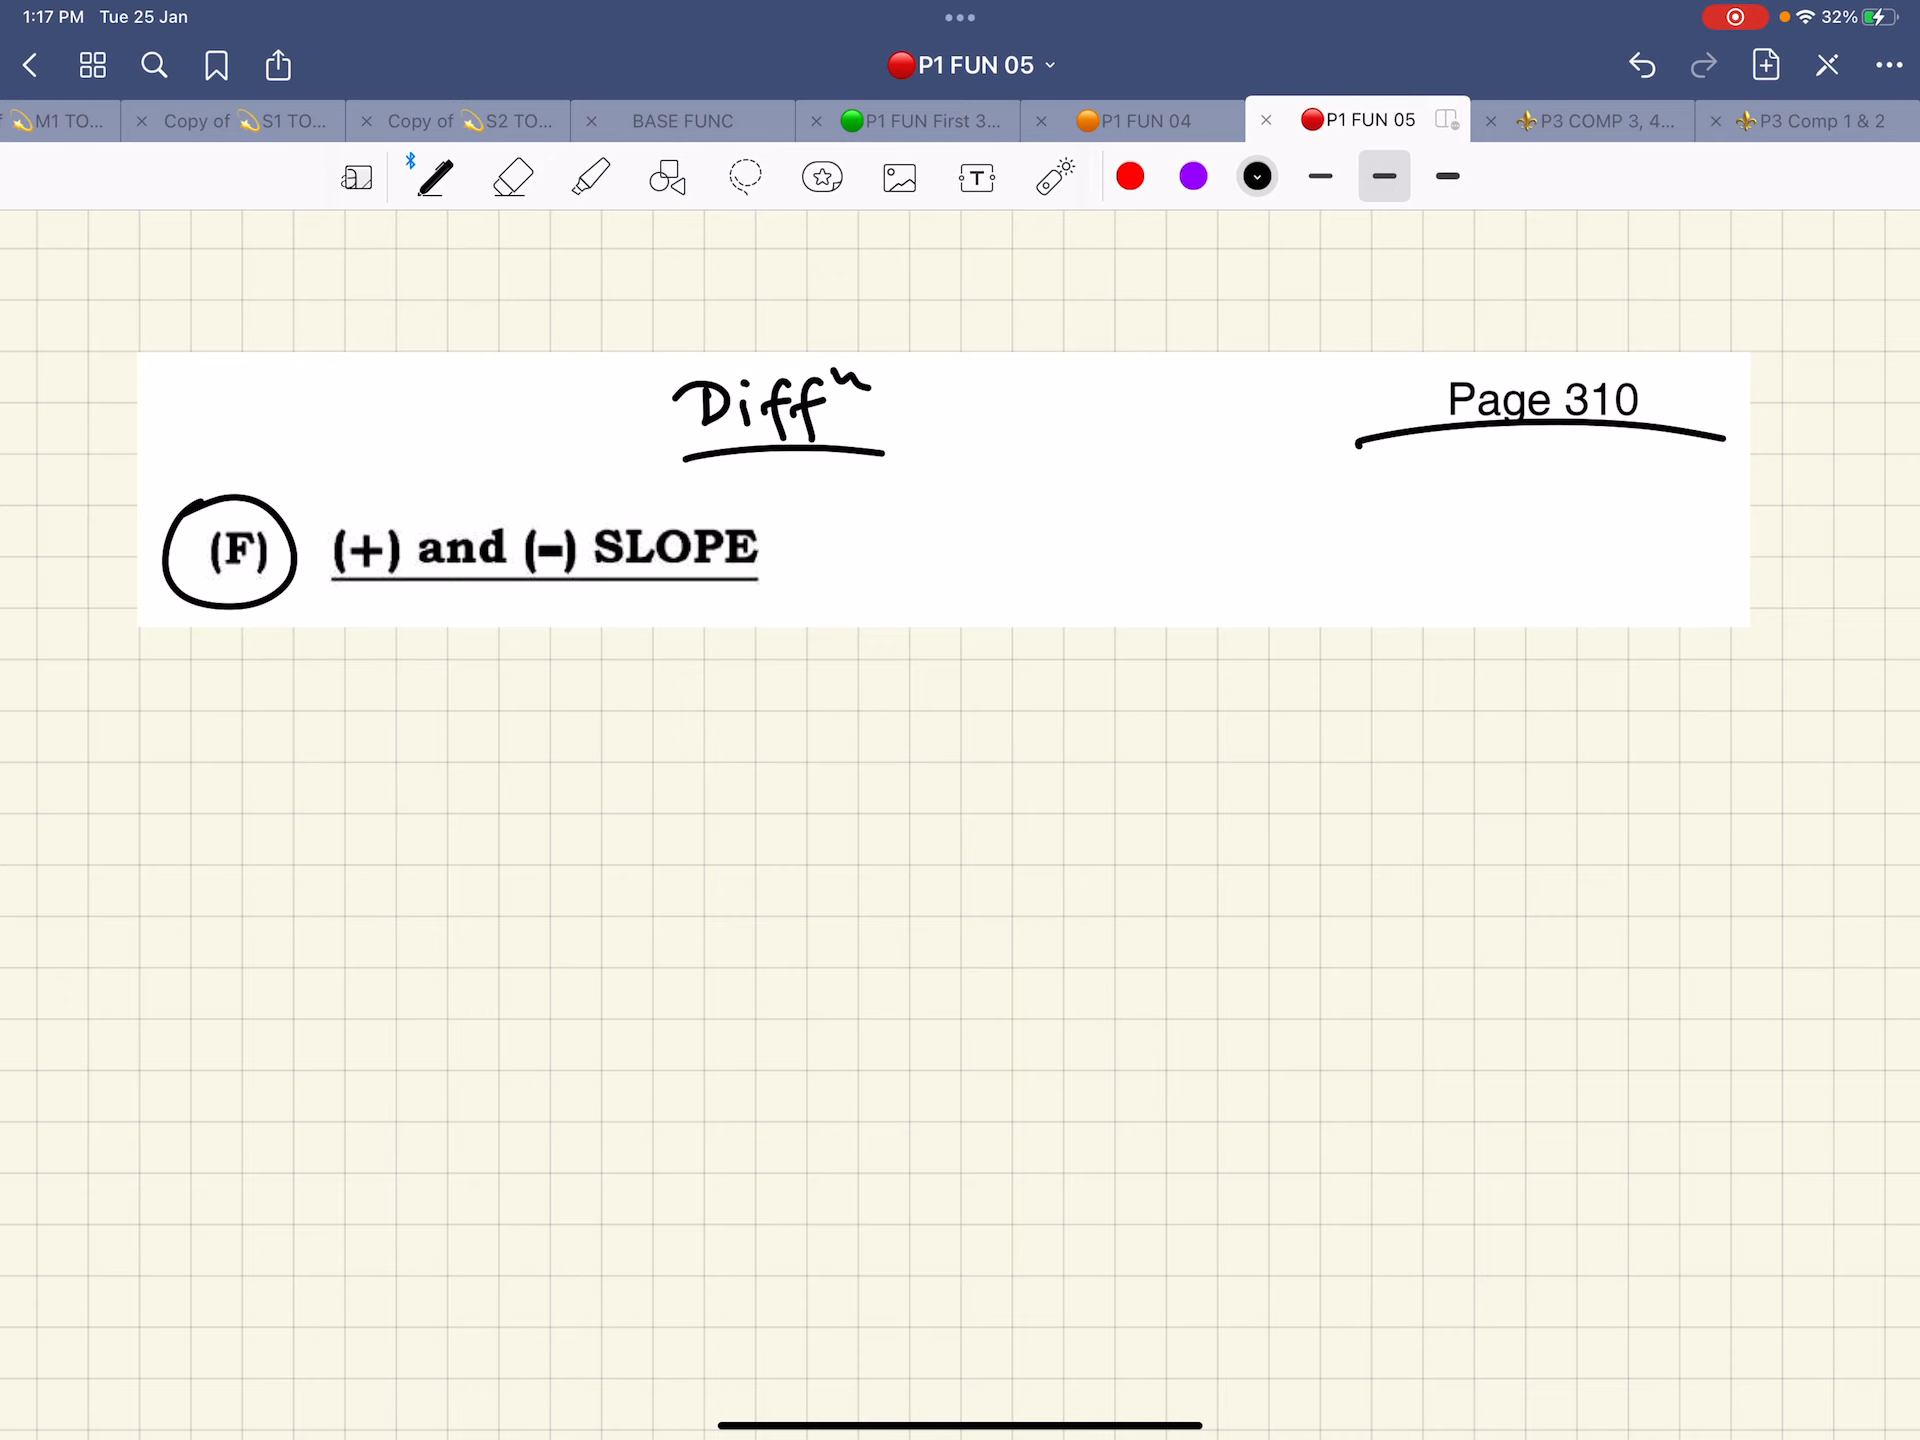 1:17 PM Tue 25 Jan
32%
P1 FUN 05
M1 TO... Copy of S1 TO... Copy of S2 TO... BASE FUNC P1 FUN First 3... P1 FUN 04 P1 FUN 05 P3 COMP 3, 4... P3 Comp 1 & 2
Diffⁿ
Page 310
(F) (+) and (-) SLOPE